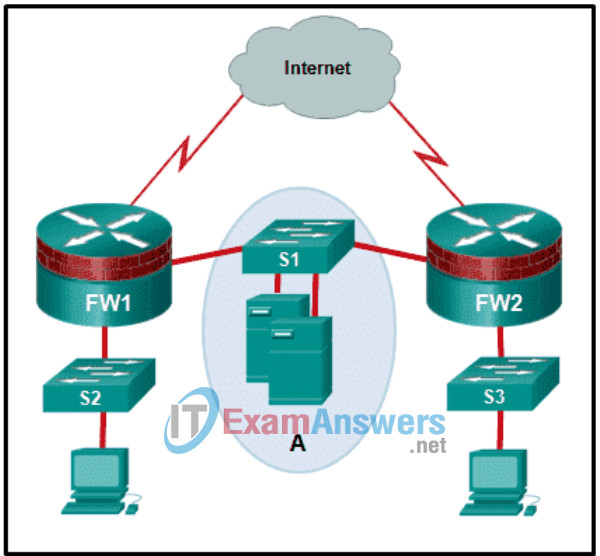 Internet
S1
FW1
FW2
S2
S3
ITExamAnswers
.net
A